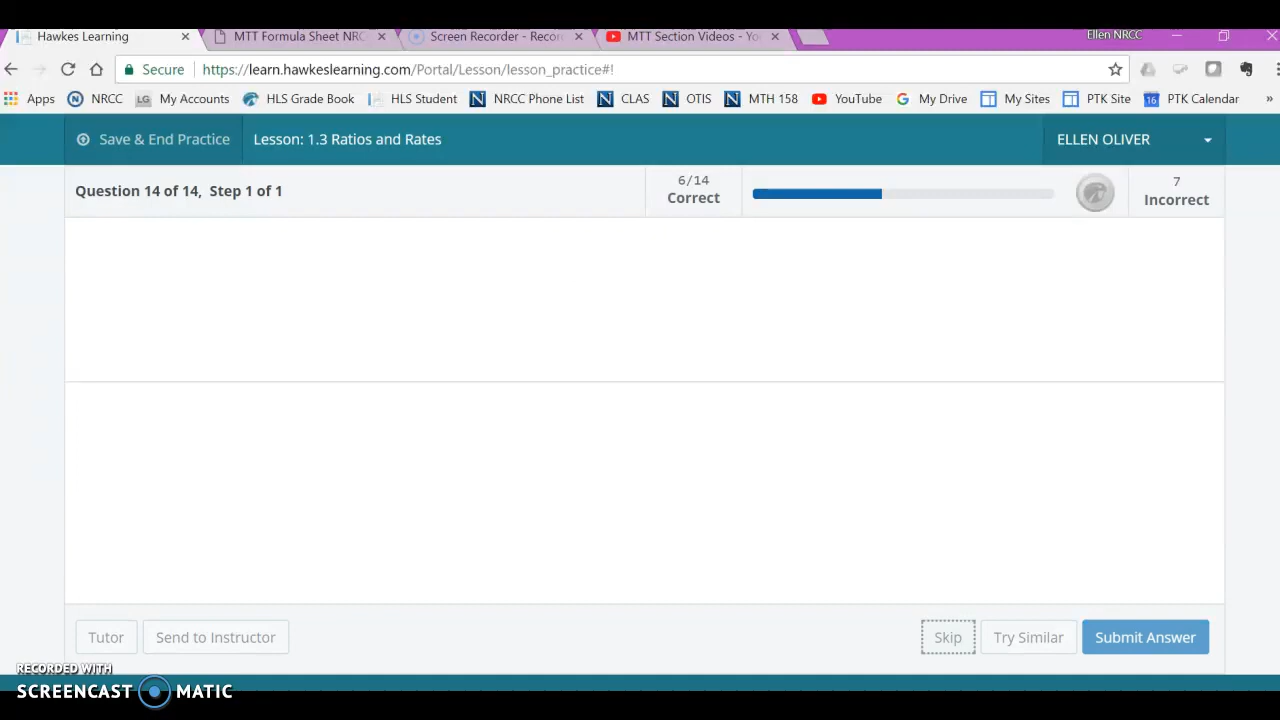 Hawkes Learning
MTT Formula Sheet NRC
Screen Recorder - Recor
MTT Section Videos - Yo
Ellen NRCC
Secure
https://learn.hawkeslearning.com/Portal/Lesson/lesson_practice#!
Apps
NRCC
LG My Accounts
HLS Grade Book
HLS Student
N NRCC Phone List
N CLAS
N OTIS
N MTH 158
YouTube
G My Drive
My Sites
PTK Site
16 PTK Calendar
»
Save & End Practice
Lesson: 1.3 Ratios and Rates
ELLEN OLIVER
Question 14 of 14, Step 1 of 1
6/14
Correct
7
Incorrect
Tutor
Send to Instructor
Skip
Try Similar
Submit Answer
RECORDED WITH
SCREENCAST MATIC